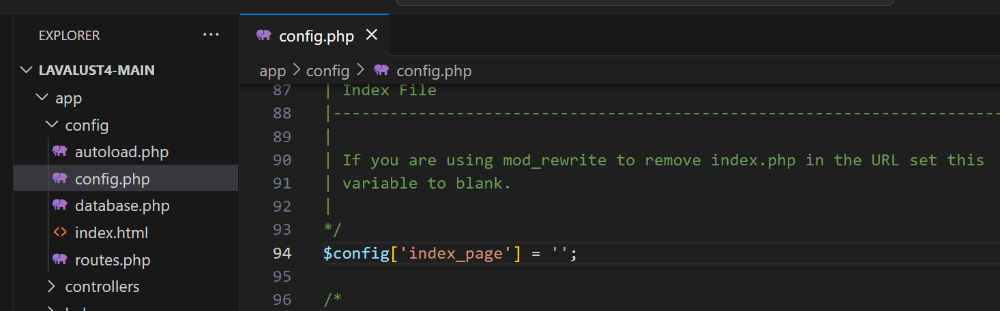 EXPLORER
LAVALUST4-MAIN
app
config
autoload.php
config.php
database.php
index.html
routes.php
controllers
config.php
app > config > config.php
87 | Index File
88 |--------------------------------------------------------------------------
89 |
90 | If you are using mod_rewrite to remove index.php in the URL set this
91 | variable to blank.
92 |
93 */
94 $config['index_page'] = '';
95
96 /*